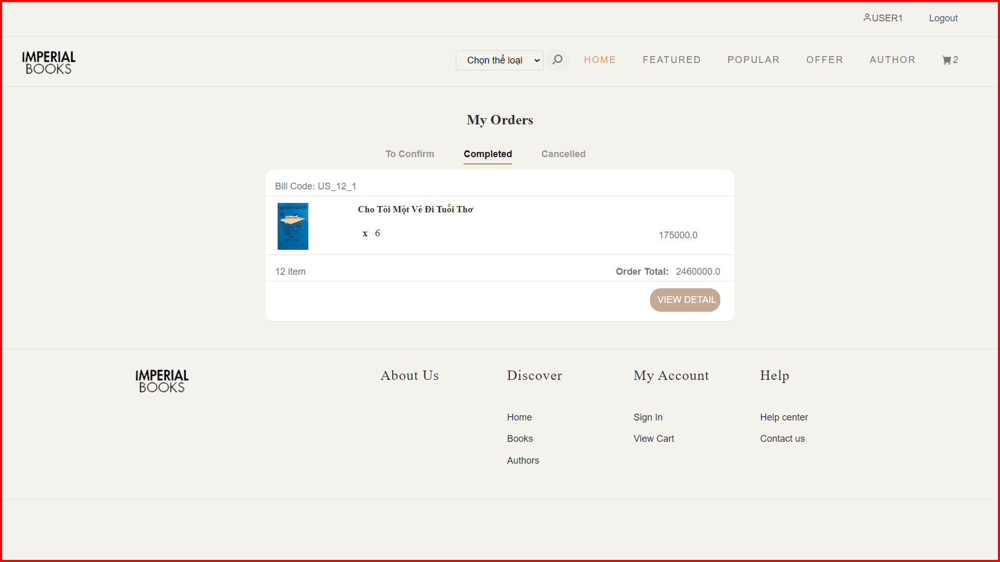 USER1 Logout
IMPERIAL
BOOKS
Chọn thể loại HOME FEATURED POPULAR OFFER AUTHOR 2
My Orders
To Confirm Completed Cancelled
Bill Code: US_12_1
nguyễn nhật ánh
Cho Tôi Một Vé Đi Tuổi Thơ
x 6
175000.0
12 item Order Total: 2460000.0
VIEW DETAIL
IMPERIAL
BOOKS
About Us Discover My Account Help
Home Sign In Help center
Books View Cart Contact us
Authors